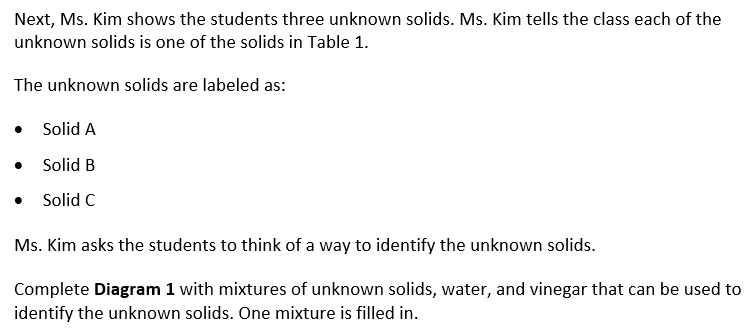 Next, Ms. Kim shows the students three unknown solids. Ms. Kim tells the class each of the
unknown solids is one of the solids in Table 1.
The unknown solids are labeled as:
• Solid A
• Solid B
• Solid C
Ms. Kim asks the students to think of a way to identify the unknown solids.
Complete Diagram 1 with mixtures of unknown solids, water, and vinegar that can be used to
identify the unknown solids. One mixture is filled in.